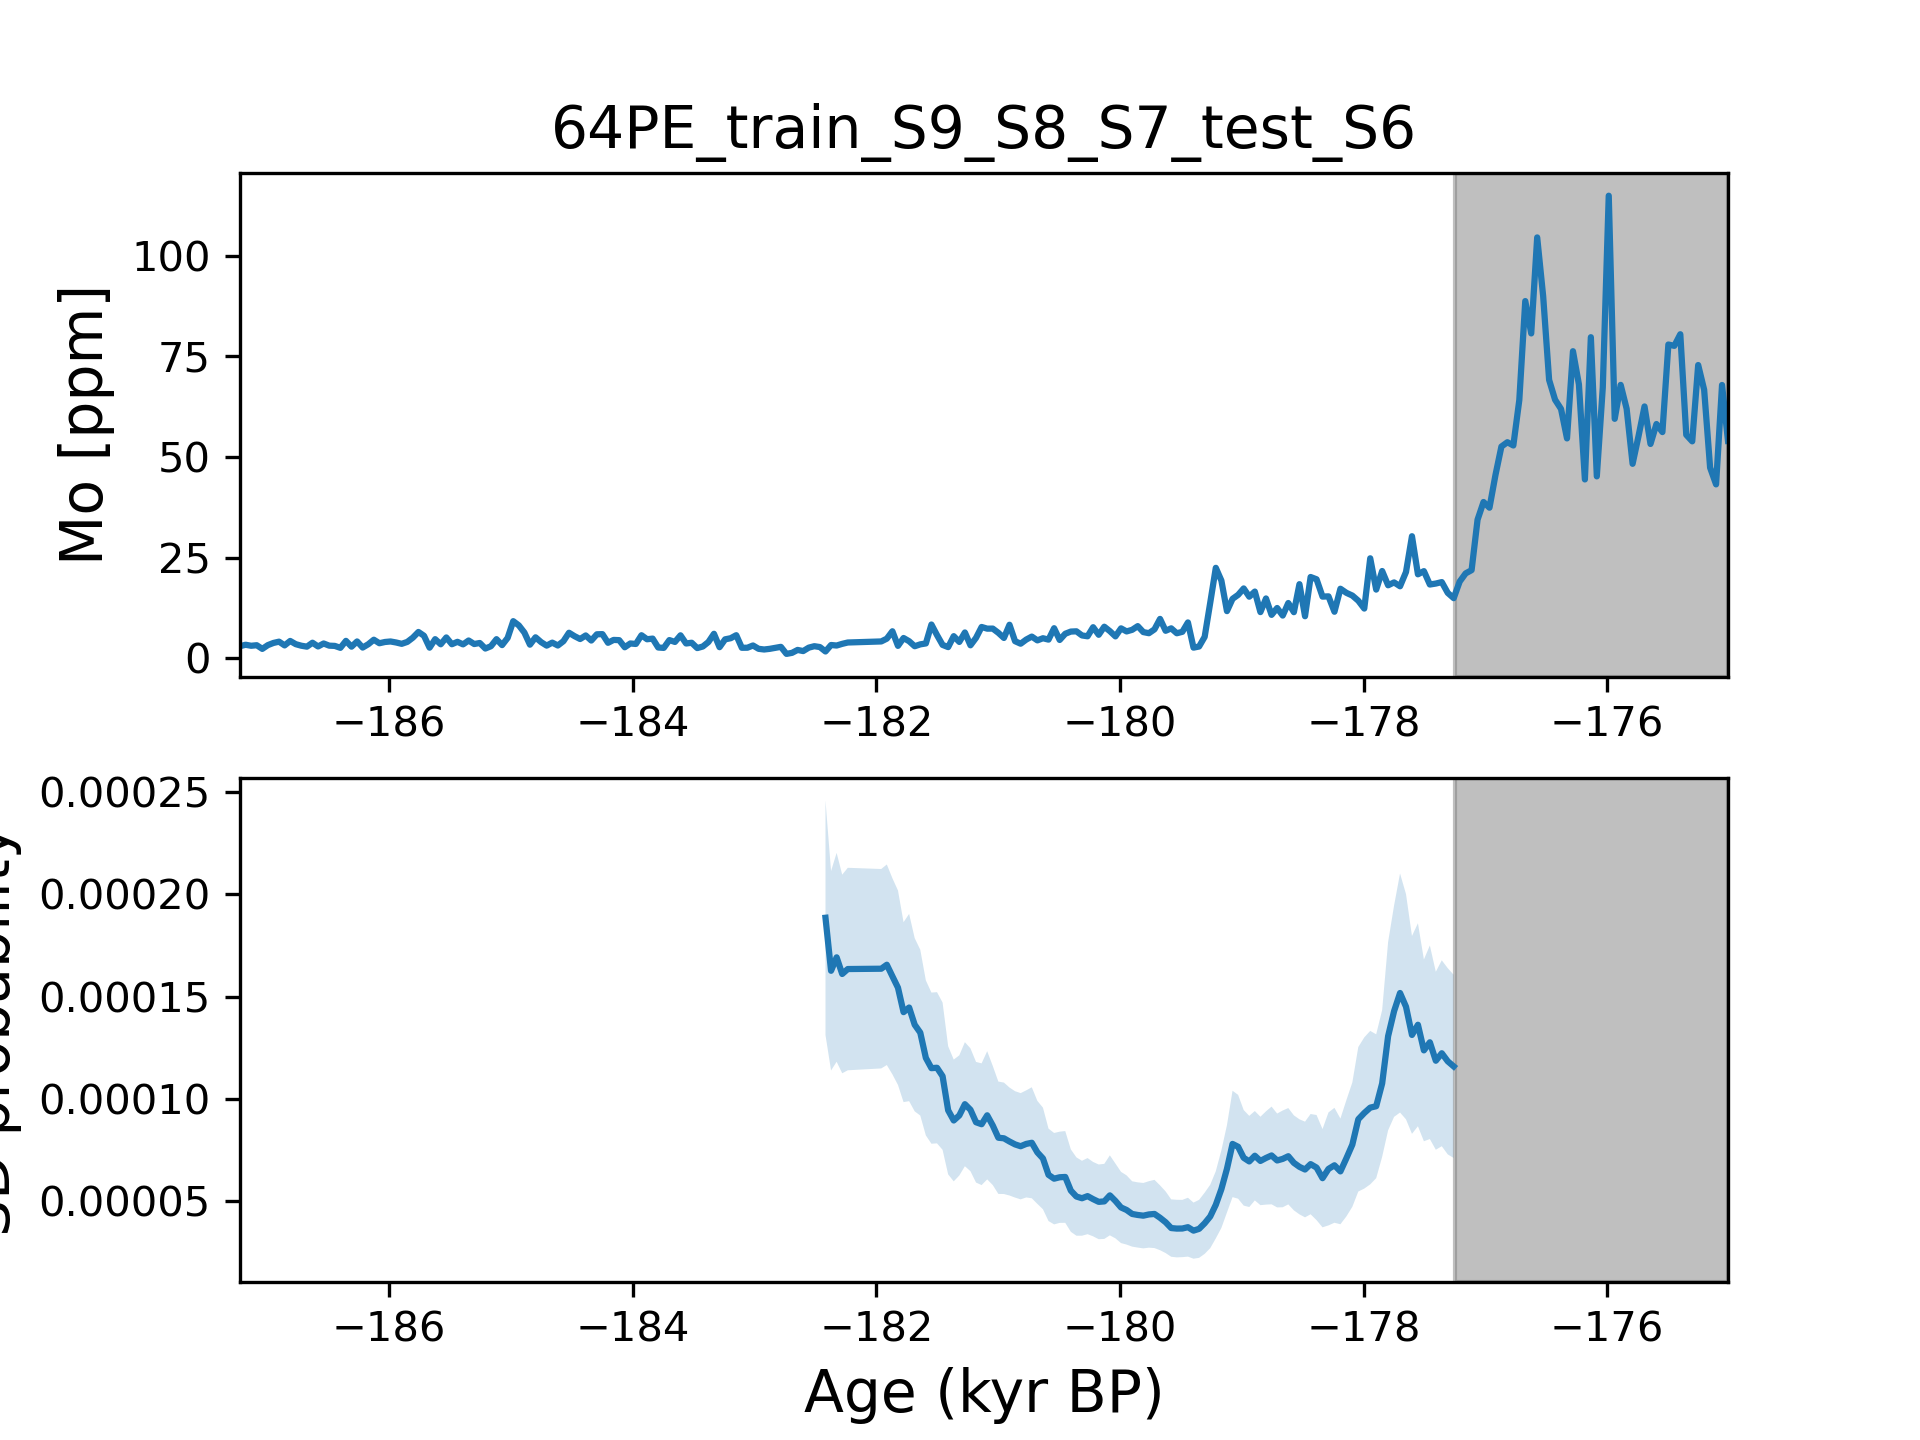 64PE_train_S9_S8_S7_test_S6
Mo [ppm]
100
75
50
25
0
−186 −184 −182 −180 −178 −176
probability
0.00025
0.00020
0.00015
0.00010
0.00005
−186 −184 −182 −180 −178 −176
Age (kyr BP)